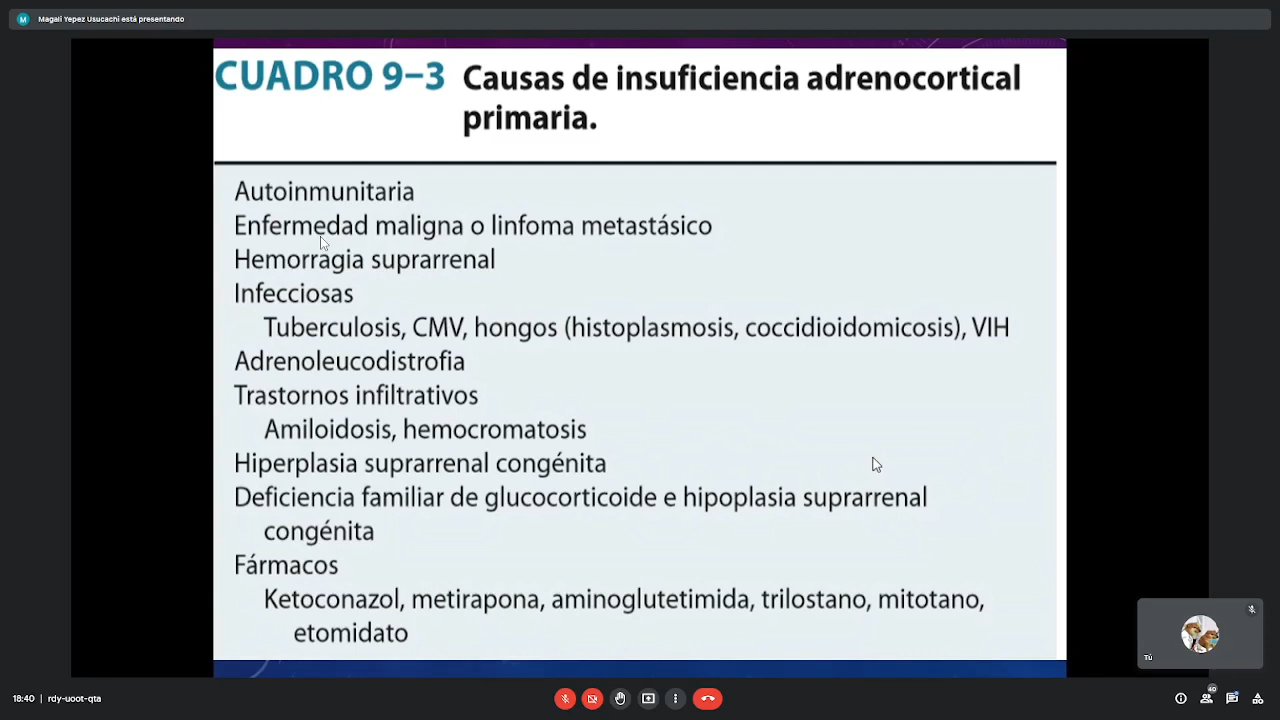 M Magali Yepez Usucachi está presentando
CUADRO 9–3 Causas de insuficiencia adrenocortical
primaria.
Autoinmunitaria
Enfermedad maligna o linfoma metastásico
Hemorragia suprarrenal
Infecciosas
Tuberculosis, CMV, hongos (histoplasmosis, coccidioidomicosis), VIH
Adrenoleucodistrofia
Trastornos infiltrativos
Amiloidosis, hemocromatosis
Hiperplasia suprarrenal congénita
Deficiencia familiar de glucocorticoide e hipoplasia suprarrenal
congénita
Fármacos
Ketoconazol, metirapona, aminoglutetimida, trilostano, mitotano,
etomidato
Tú
18:40 | rdy-uoot-qta
40